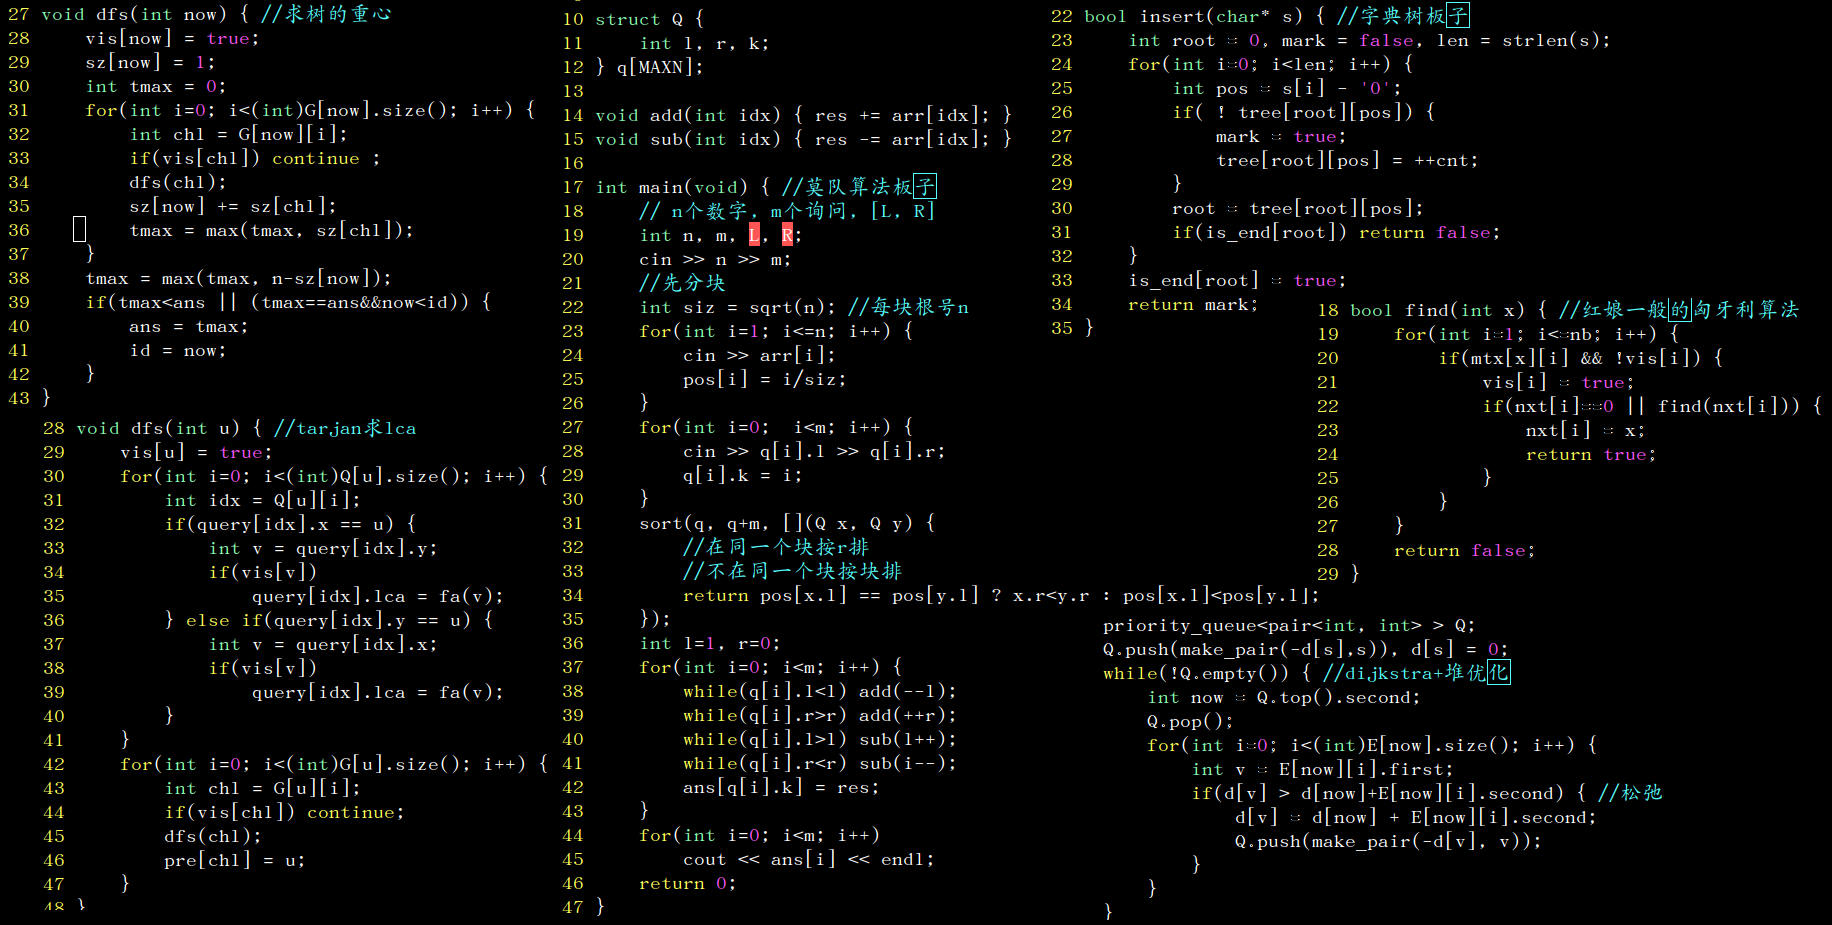 27 void dfs(int now) { //求树的重心
28     vis[now] = true;
29     sz[now] = 1;
30     int tmax = 0;
31     for(int i=0; i<(int)G[now].size(); i++) {
32         int chl = G[now][i];
33         if(vis[chl]) continue ;
34         dfs(chl);
35         sz[now] += sz[chl];
36         tmax = max(tmax, sz[chl]);
37     }
38     tmax = max(tmax, n-sz[now]);
39     if(tmax<ans || (tmax==ans&&now<id)) {
40         ans = tmax;
41         id = now;
42     }
43 }
28 void dfs(int u) { //tarjan求lca
29     vis[u] = true;
30     for(int i=0; i<(int)Q[u].size(); i++) {
31         int idx = Q[u][i];
32         if(query[idx].x == u) {
33             int v = query[idx].y;
34             if(vis[v])
35                 query[idx].lca = fa(v);
36         } else if(query[idx].y == u) {
37             int v = query[idx].x;
38             if(vis[v])
39                 query[idx].lca = fa(v);
40         }
41     }
42     for(int i=0; i<(int)G[u].size(); i++) {
43         int chl = G[u][i];
44         if(vis[chl]) continue;
45         dfs(chl);
46         pre[chl] = u;
47     }
48 }
10 struct Q {
11     int l, r, k;
12 } q[MAXN];
13
14 void add(int idx) { res += arr[idx]; }
15 void sub(int idx) { res -= arr[idx]; }
16
17 int main(void) { //莫队算法板子
18     // n个数字, m个询问, [L, R]
19     int n, m, L, R;
20     cin >> n >> m;
21     //先分块
22     int siz = sqrt(n); //每块根号n
23     for(int i=1; i<=n; i++) {
24         cin >> arr[i];
25         pos[i] = i/siz;
26     }
27     for(int i=0;  i<m; i++) {
28         cin >> q[i].l >> q[i].r;
29         q[i].k = i;
30     }
31     sort(q, q+m, [](Q x, Q y) {
32         //在同一个块按r排
33         //不在同一个块按块排
34         return pos[x.l] == pos[y.l] ? x.r<y.r : pos[x.l]<pos[y.l];
35     });
36     int l=1, r=0;
37     for(int i=0; i<m; i++) {
38         while(q[i].l<l) add(--l);
39         while(q[i].r>r) add(++r);
40         while(q[i].l>l) sub(l++);
41         while(q[i].r<r) sub(i--);
42         ans[q[i].k] = res;
43     }
44     for(int i=0; i<m; i++)
45         cout << ans[i] << endl;
46     return 0;
47 }
22 bool insert(char* s) { //字典树板子
23     int root = 0, mark = false, len = strlen(s);
24     for(int i=0; i<len; i++) {
25         int pos = s[i] - '0';
26         if( ! tree[root][pos]) {
27             mark = true;
28             tree[root][pos] = ++cnt;
29         }
30         root = tree[root][pos];
31         if(is_end[root]) return false;
32     }
33     is_end[root] = true;
34     return mark;
35 }
18 bool find(int x) { //红娘一般的匈牙利算法
19     for(int i=1; i<=nb; i++) {
20         if(mtx[x][i] && !vis[i]) {
21             vis[i] = true;
22             if(nxt[i]==0 || find(nxt[i])) {
23                 nxt[i] = x;
24                 return true;
25             }
26         }
27     }
28     return false;
29 }
priority_queue<pair<int, int> > Q;
Q.push(make_pair(-d[s],s)), d[s] = 0;
while(!Q.empty()) { //dijkstra+堆优化
    int now = Q.top().second;
    Q.pop();
    for(int i=0; i<(int)E[now].size(); i++) {
        int v = E[now][i].first;
        if(d[v] > d[now]+E[now][i].second) { //松弛
            d[v] = d[now] + E[now][i].second;
            Q.push(make_pair(-d[v], v));
        }
    }
}